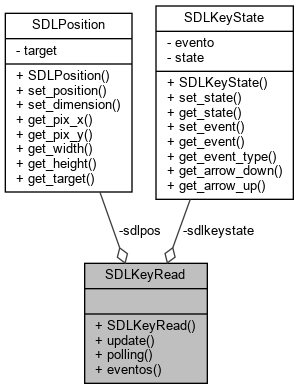 SDLPosition
- target
+ SDLPosition()
+ set_position()
+ set_dimension()
+ get_pix_x()
+ get_pix_y()
+ get_width()
+ get_height()
+ get_target()
SDLKeyState
- evento
- state
+ SDLKeyState()
+ set_state()
+ get_state()
+ set_event()
+ get_event()
+ get_event_type()
+ get_arrow_down()
+ get_arrow_up()
-sdlpos
-sdlkeystate
SDLKeyRead
+ SDLKeyRead()
+ update()
+ polling()
+ eventos()